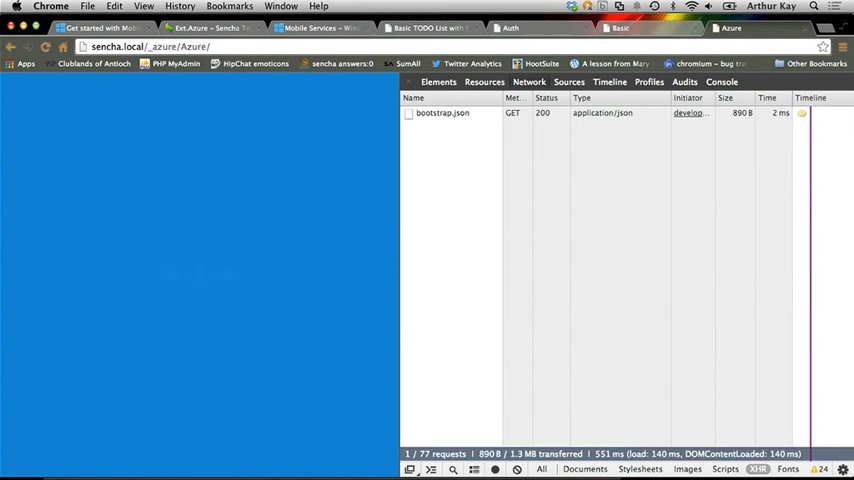 Chrome File Edit View History Bookmarks Window Help Arthur Kay
Get started with Mobi Ext.Azure - Sencha To Mobile Services - Wind Basic TODO List with Auth Basic Azure
sencha.local/_azure/Azure/
Apps Clublands of Antioch PHP MyAdmin HipChat emoticons sencha answers:0 SumAll Twitter Analytics HootSuite A lesson from Mary chromium - bug tra Other Bookmarks
Elements Resources Network Sources Timeline Profiles Audits Console
Name Met... Status Type Initiator Size Time Timeline
bootstrap.json GET 200 application/json develop... 890 B 2 ms
1 / 77 requests | 890 B / 1.3 MB transferred | 551 ms (load: 140 ms, DOMContentLoaded: 140 ms)
All Documents Stylesheets Images Scripts XHR Fonts 24